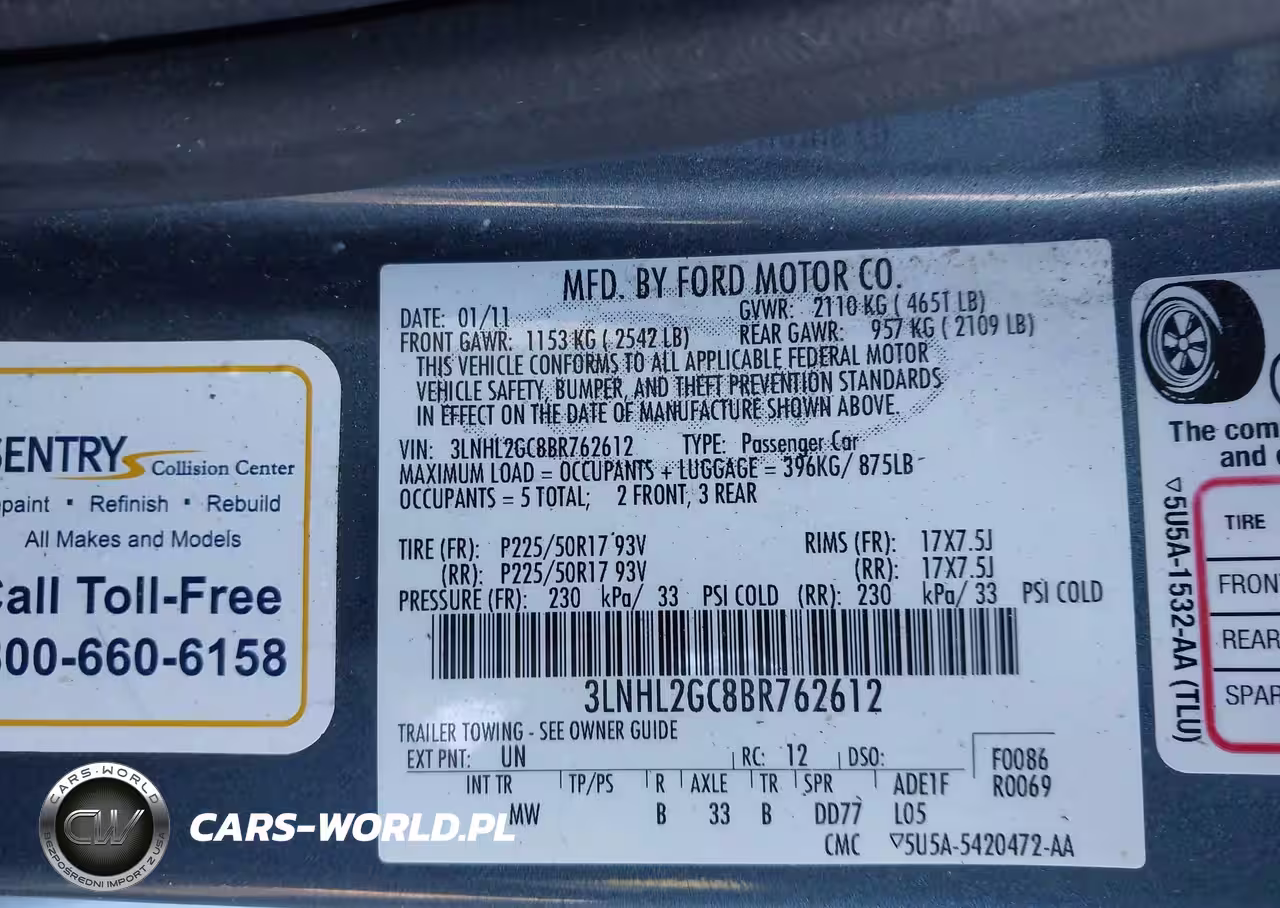 MFD. BY FORD MOTOR CO.
DATE: 01/11 GVWR: 2110 KG ( 4651 LB)
FRONT GAWR: 1153 KG ( 2542 LB) REAR GAWR: 957 KG ( 2109 LB)
THIS VEHICLE CONFORMS TO ALL APPLICABLE FEDERAL MOTOR
VEHICLE SAFETY, BUMPER, AND THEFT PREVENTION STANDARDS
IN EFFECT ON THE DATE OF MANUFACTURE SHOWN ABOVE.
VIN: 3LNHL2GC8BR762612 TYPE: Passenger Car
MAXIMUM LOAD = OCCUPANTS + LUGGAGE = 396KG/ 875LB
OCCUPANTS = 5 TOTAL; 2 FRONT, 3 REAR
TIRE (FR): P225/50R17 93V RIMS (FR): 17X7.5J
(RR): P225/50R17 93V (RR): 17X7.5J
PRESSURE (FR): 230 kPa/ 33 PSI COLD (RR): 230 kPa/ 33 PSI COLD
3LNHL2GC8BR762612
TRAILER TOWING - SEE OWNER GUIDE
EXT PNT: UN RC: 12 DSO: F0086
INT TR TP/PS R AXLE TR SPR ADE1F R0069
MW B 33 B DD77 L05
CMC ▽5U5A-5420472-AA
SENTRY Collision Center
epaint ▪ Refinish ▪ Rebuild
All Makes and Models
Call Toll-Free
800-660-6158
The com
and
▽5U5A-1532-AA (TLU)
TIRE
FRON
REAR
SPAR
CARS-WORLD
CW
BEZPOŚREDNI IMPORT Z USA
CARS-WORLD.PL